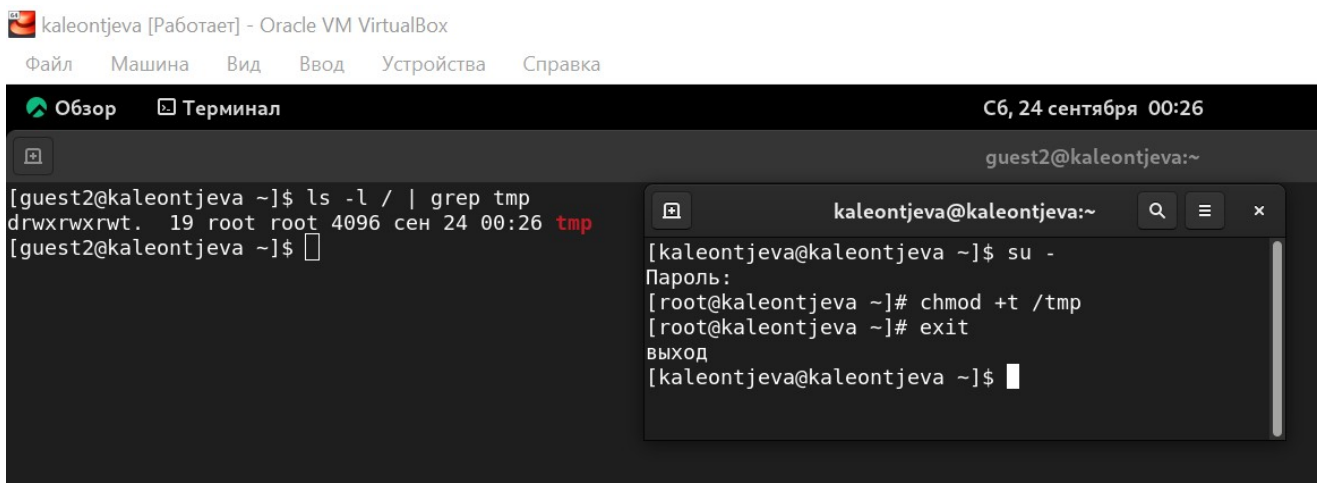 kaleontjeva [Работает] - Oracle VM VirtualBox
Файл Машина Вид Ввод Устройства Справка
Обзор Терминал Сб, 24 сентября 00:26
guest2@kaleontjeva:~
[guest2@kaleontjeva ~]$ ls -l / | grep tmp
drwxrwxrwt. 19 root root 4096 сен 24 00:26 tmp
[guest2@kaleontjeva ~]$
kaleontjeva@kaleontjeva:~
[kaleontjeva@kaleontjeva ~]$ su -
Пароль:
[root@kaleontjeva ~]# chmod +t /tmp
[root@kaleontjeva ~]# exit
выход
[kaleontjeva@kaleontjeva ~]$